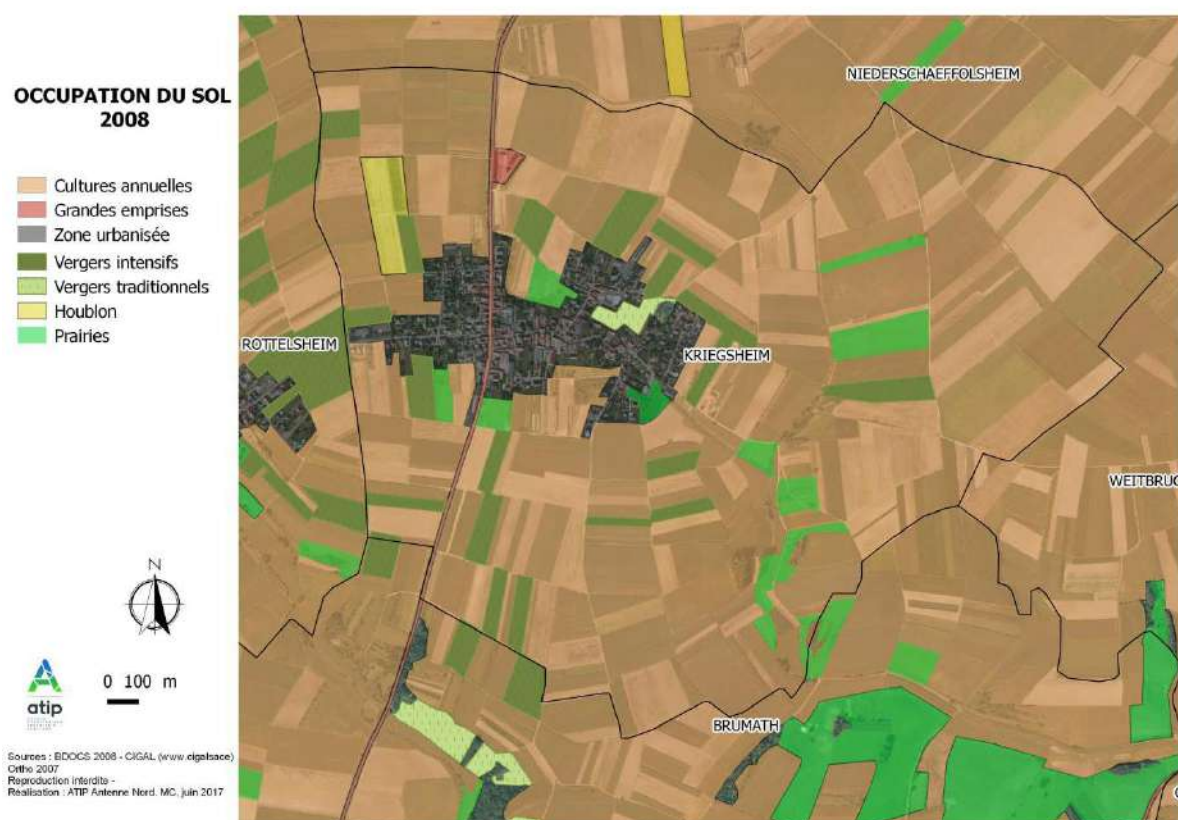 OCCUPATION DU SOL
2008
Cultures annuelles
Grandes emprises
Zone urbanisée
Vergers intensifs
Vergers traditionnels
Houblon
Prairies
N
0 100 m
atip
Sources : BDOCS 2008 - CIGAL (www.cigalsace)
Ortho 2007
Reproduction interdite -
Réalisation : ATIP Antenne Nord. MC. juin 2017
NIEDERSCHAEFFOLSHEIM
ROTTELSHEIM
KRIEGSHEIM
WEITBRUC
BRUMATH